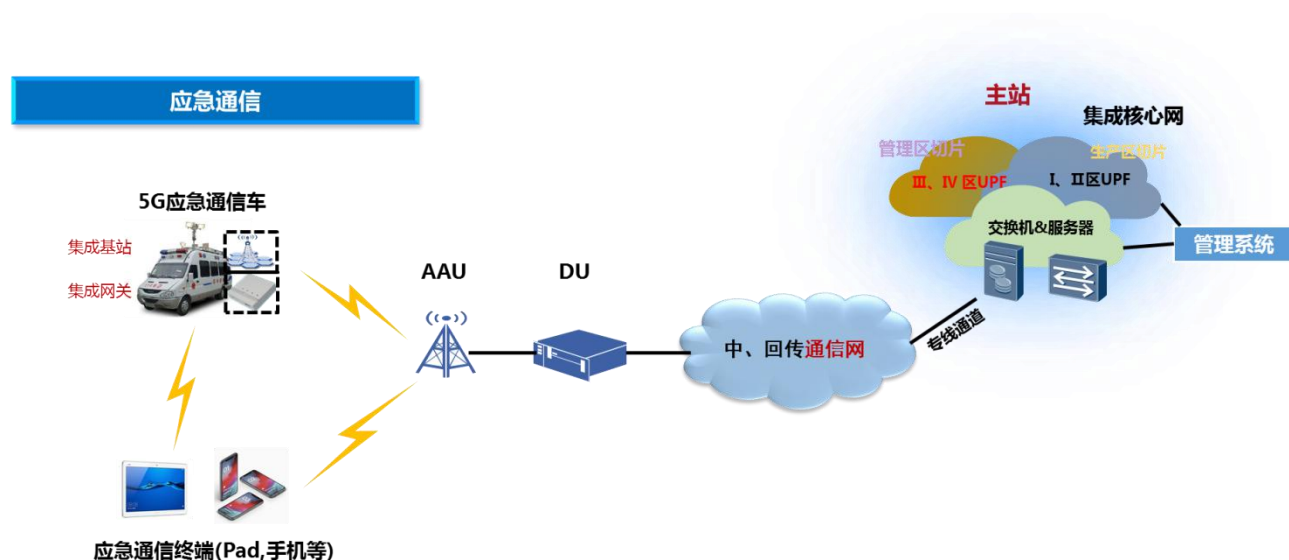 应急通信
主站
集成核心网
管理区切片
生产区切片
III、IV 区UPF
I、II区UPF
交换机&服务器
管理系统
5G应急通信车
集成基站
集成网关
AAU
DU
中、回传通信网
专线通道
应急通信终端(Pad,手机等)